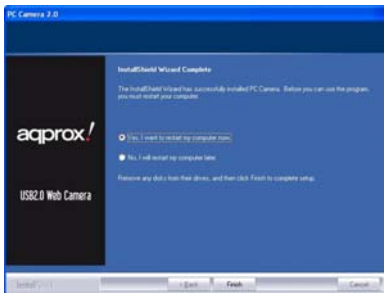 PC Camera 2.0
InstallShield Wizard Complete
The InstallShield Wizard has successfully installed PC Camera. Before you can use the program,
you must restart your computer.
aqprox!
Yes, I want to restart my computer now.
No, I will restart my computer later.
Remove any disks from their drives, and then click Finish to complete setup.
USB2.0 Web Camera
InstallShield
< Back
Finish
Cancel